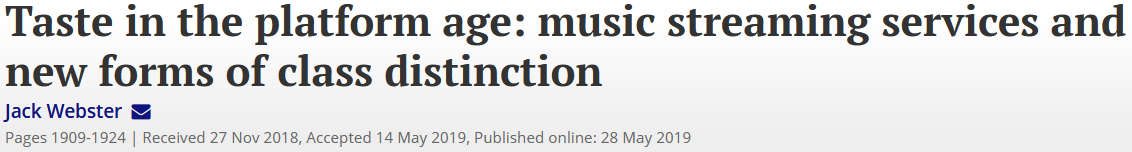 Taste in the platform age: music streaming services and
new forms of class distinction
Jack Webster
Pages 1909-1924 | Received 27 Nov 2018, Accepted 14 May 2019, Published online: 28 May 2019